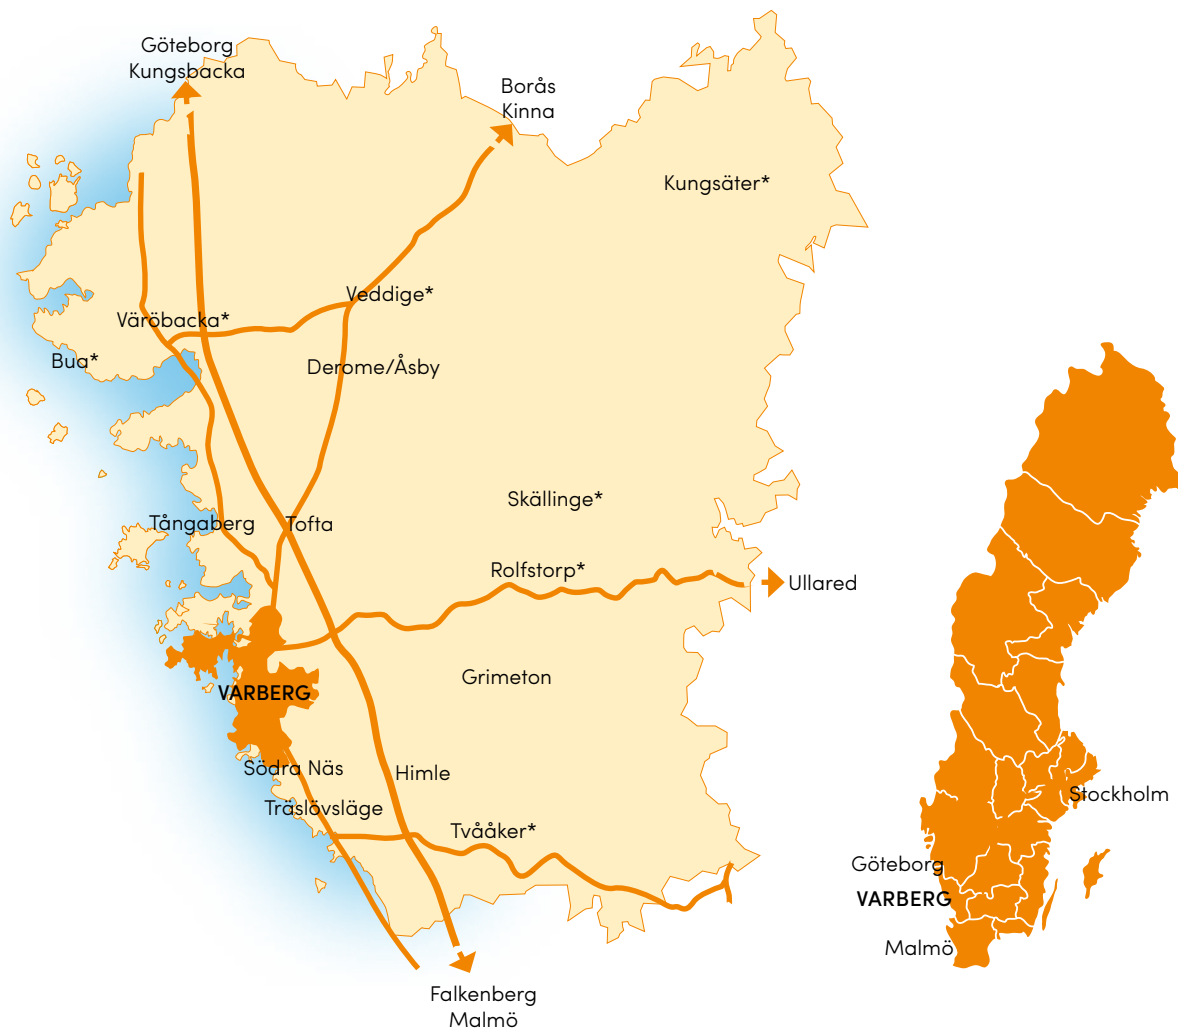 Göteborg
Kungsbacka
Borås
Kinna
Kungsäter*
Veddige*
Väröbacka*
Bua*
Derome/Åsby
Skällinge*
Tångaberg
Tofta
Rolfstorp*
Ullared
Grimeton
VARBERG
Södra Näs
Himle
Träslövsläge
Tvååker*
Falkenberg
Malmö
Stockholm
Göteborg
VARBERG
Malmö